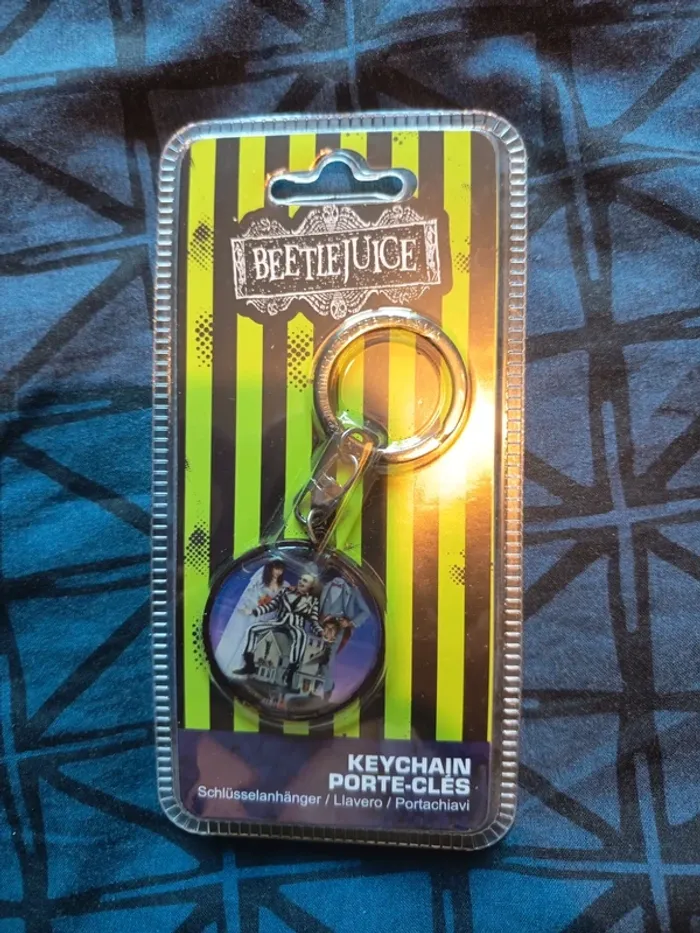 BEETLEJUICE
KEYCHAIN
PORTE-CLÉS
Schlüsselanhänger / Llavero / Portachiavi